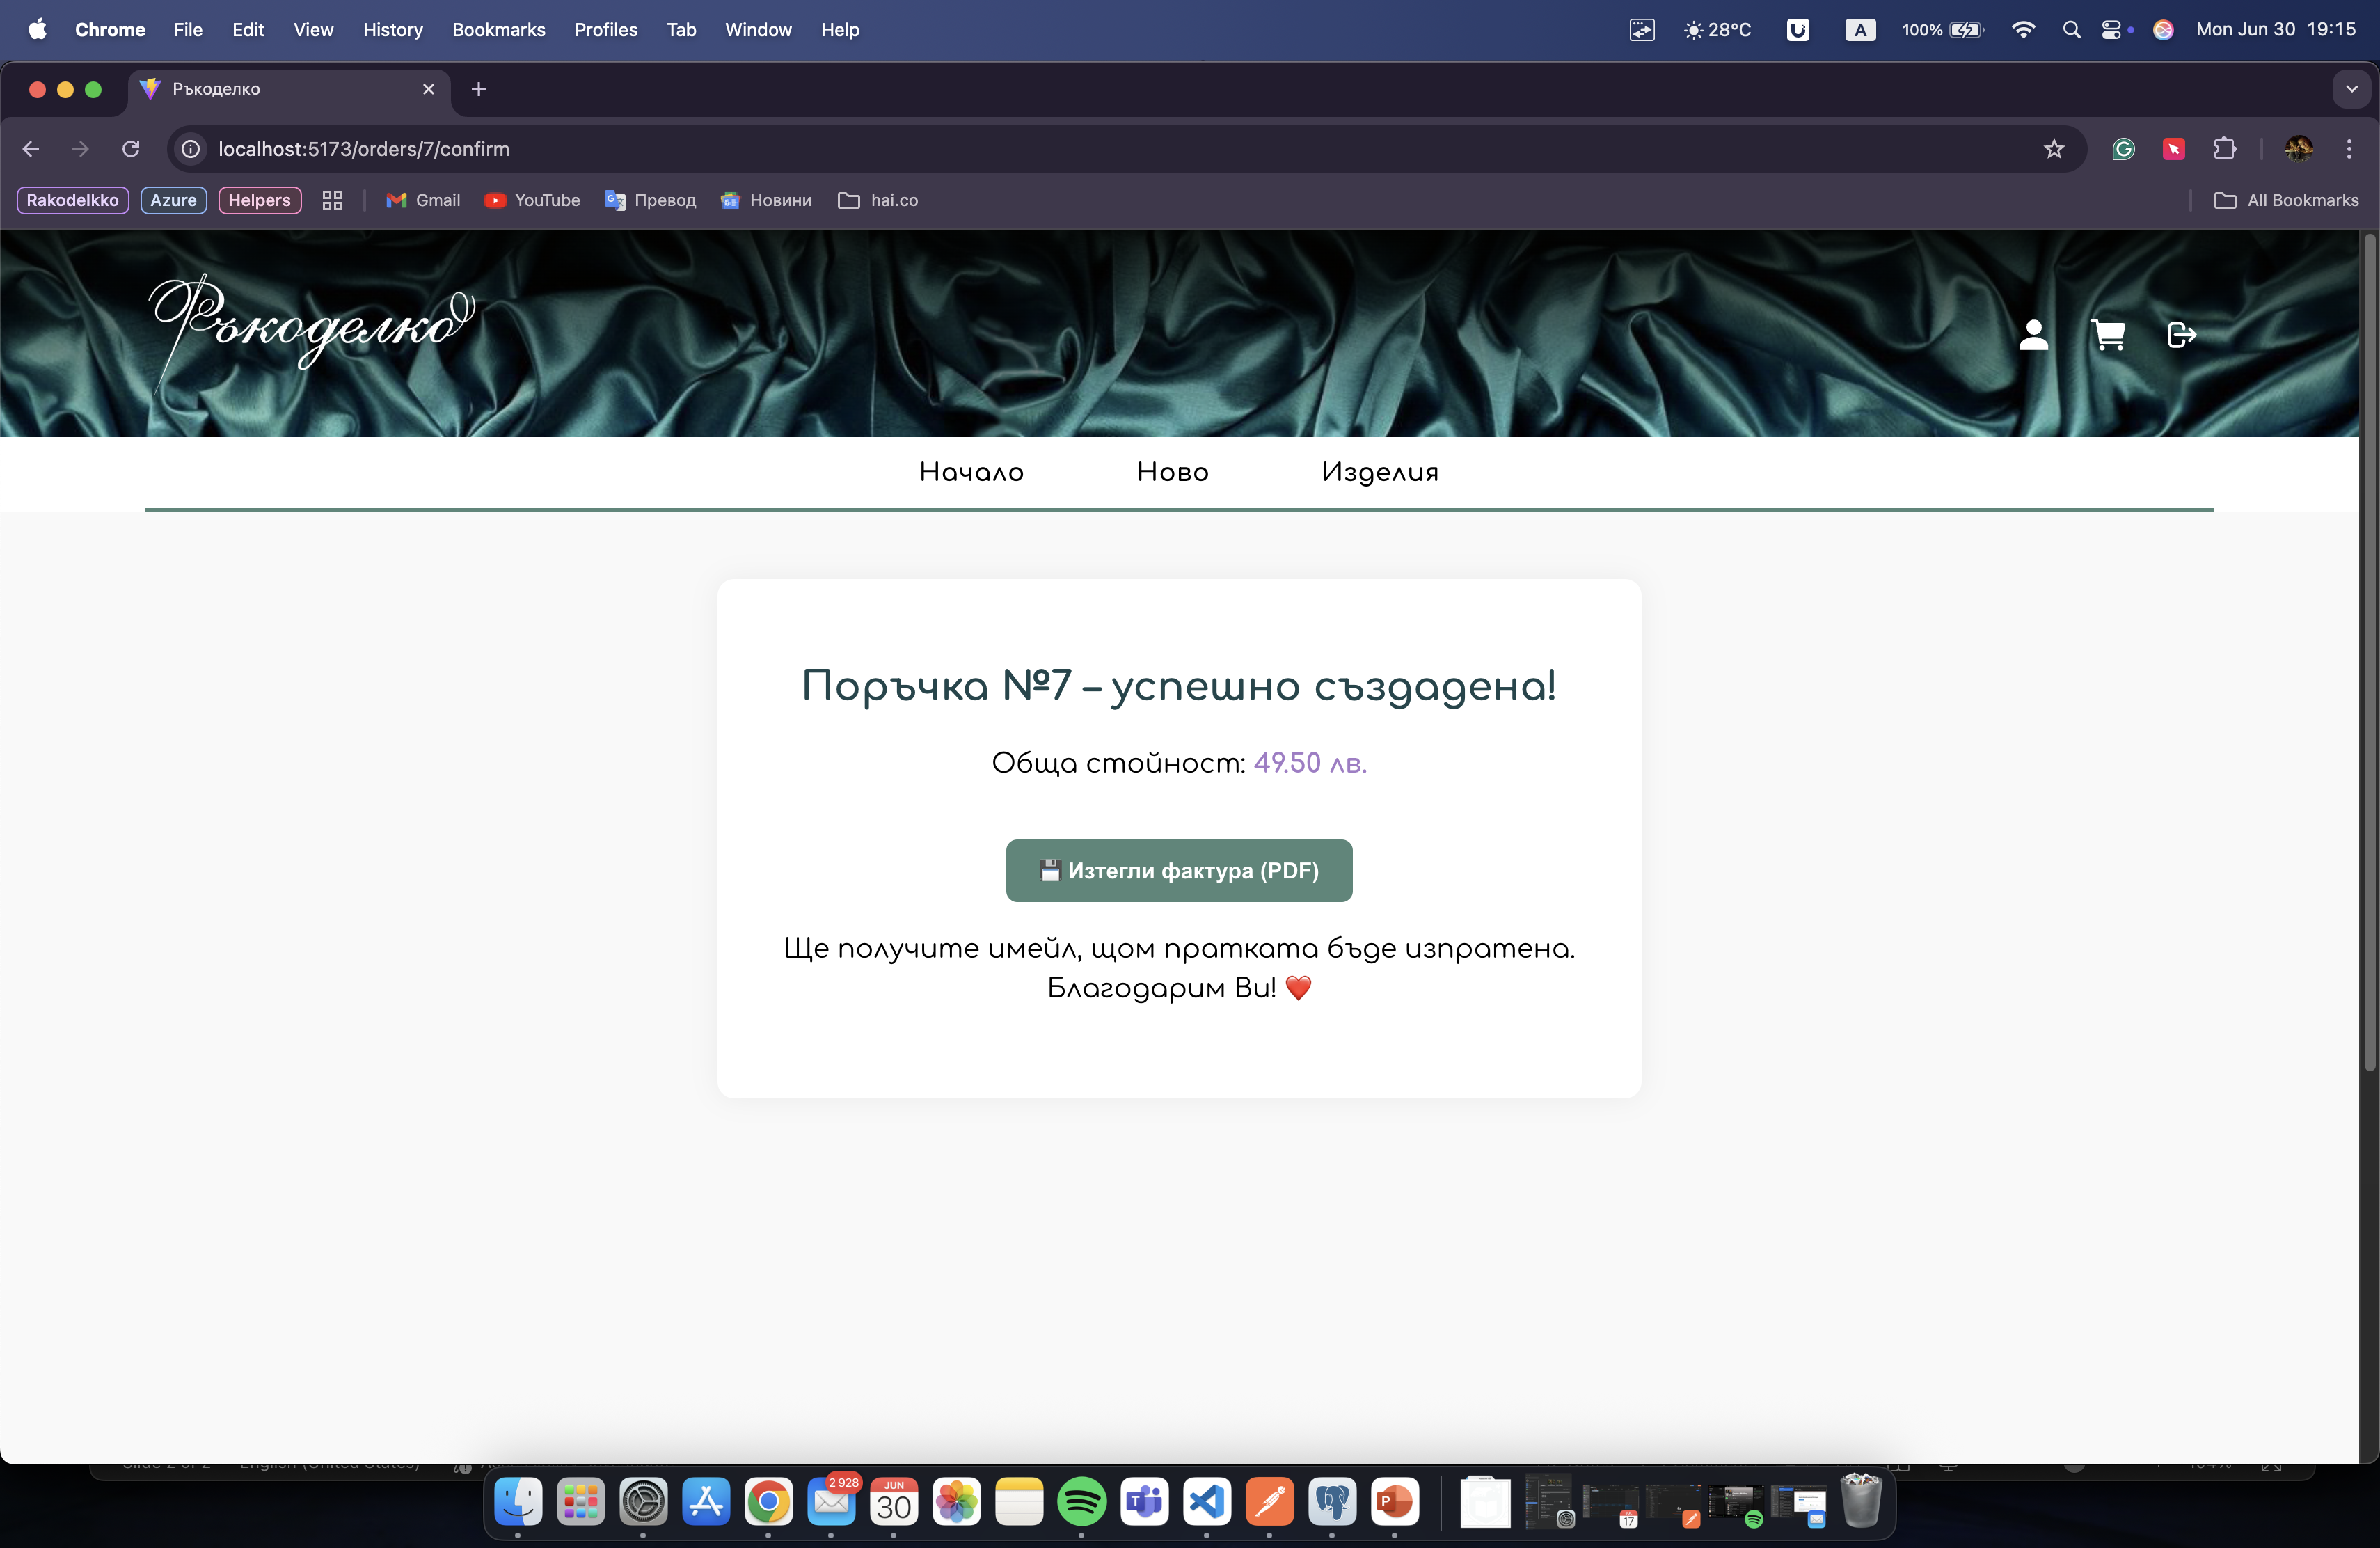 Chrome File Edit View History Bookmarks Profiles Tab Window Help 28°C A 100% Mon Jun 30 19:15
Ръкоделко
localhost:5173/orders/7/confirm
Rakodelkko Azure Helpers Gmail YouTube Превод Новини hai.co All Bookmarks
Ръкоделко
Начало Ново Изделия
Поръчка №7 – успешно създадена!
Обща стойност: 49.50 лв.
💾 Изтегли фактура (PDF)
Ще получите имейл, щом пратката бъде изпратена.
Благодарим Ви! ❤️
2 928
JUN
30
17